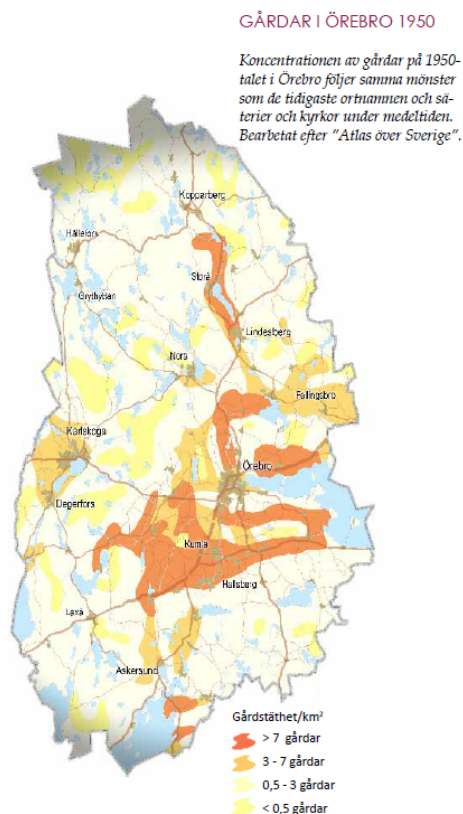 GÅRDAR I ÖREBRO 1950
Koncentrationen av gårdar på 1950-
talet i Örebro följer samma mönster
som de tidigaste ortnamnen och sä-
terier och kyrkor under medeltiden.
Bearbetat efter "Atlas över Sverige".
Kopparberg
Hällefors
Grythyttan
Storå
Lindesberg
Nora
Fellingsbro
Karlskoga
Örebro
Degerfors
Kumla
Hallsberg
Laxå
Askersund
Gårdstäthet/km²
> 7 gårdar
3 - 7 gårdar
0,5 - 3 gårdar
< 0,5 gårdar